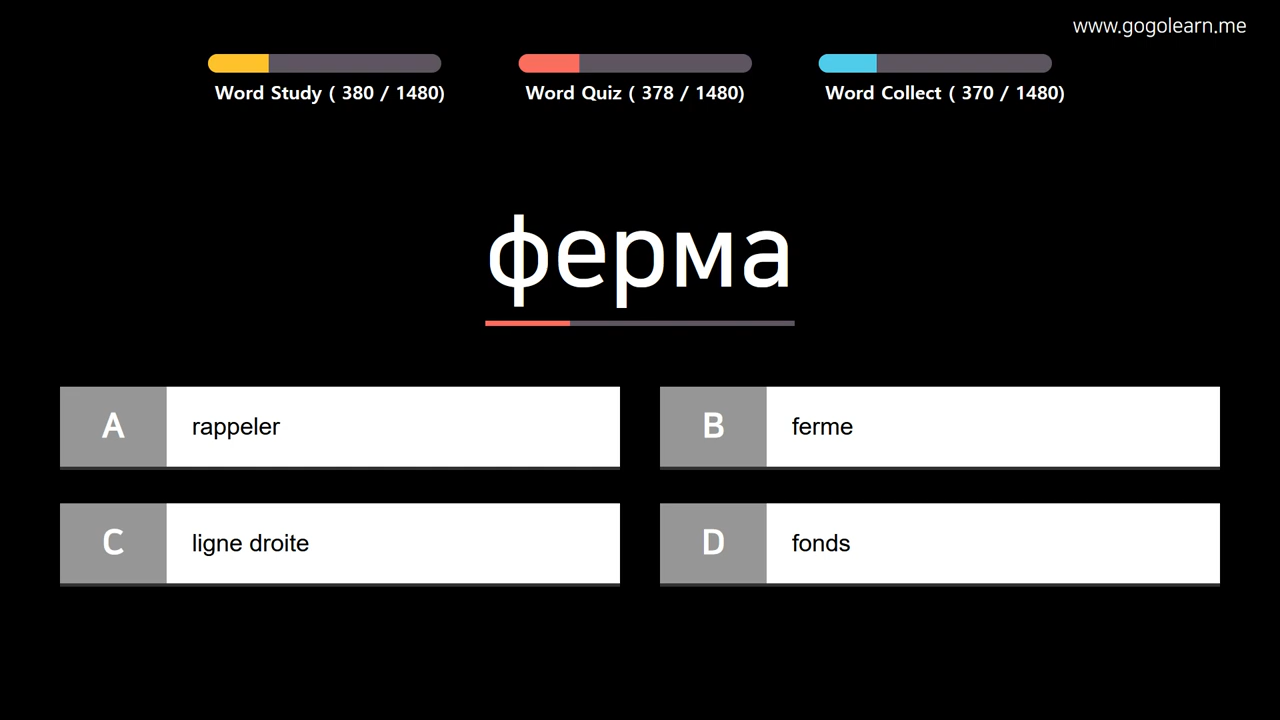 www.gogolearn.me
Word Study ( 380 / 1480)
Word Quiz ( 378 / 1480)
Word Collect ( 370 / 1480)
ферма
A rappeler
B ferme
C ligne droite
D fonds